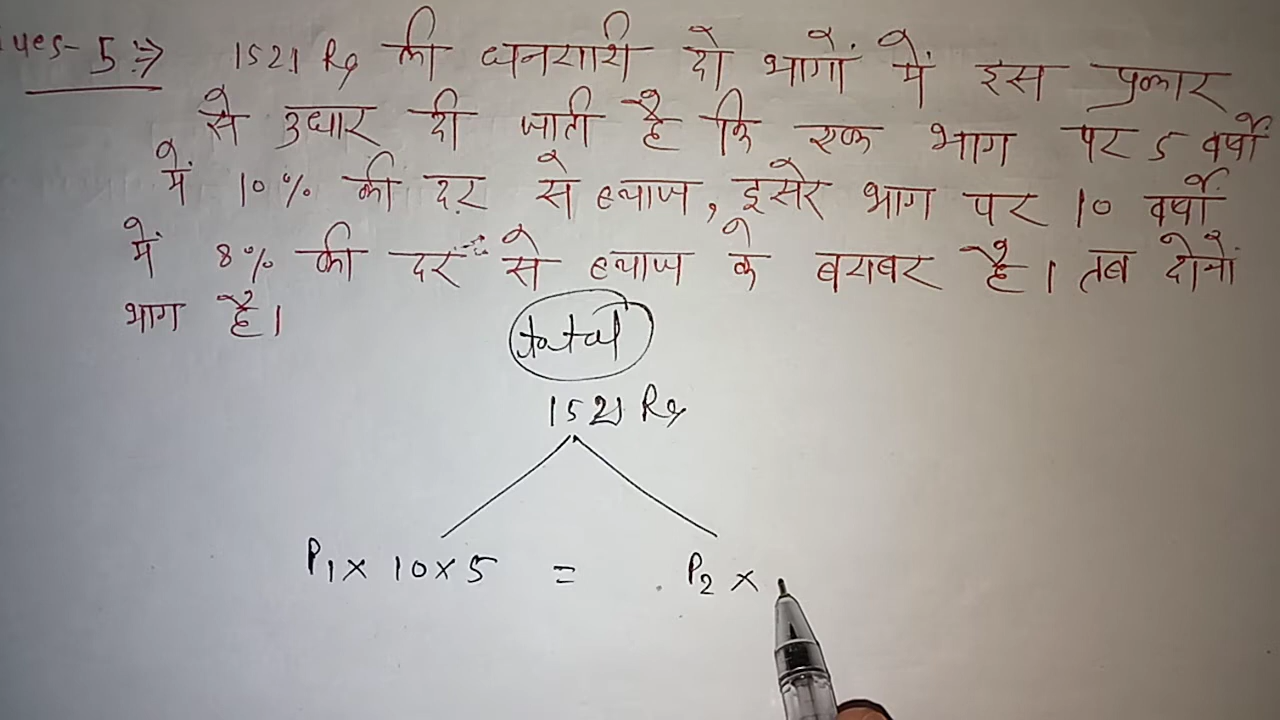 yes- 5 :→ 1521 Rs की धनरााशी दो भागों में इस प्रकार
से उधार दी जाती है कि एक भाग पर 5 वर्षों
में 10% की दर से ब्याज, दुसरे भाग पर 10 वर्षों
में 8% की दर से ब्याज के बराबर है। तब दोनों
भाग है।
total
1521 Rs
P₁ × 10 × 5 = P₂ ×